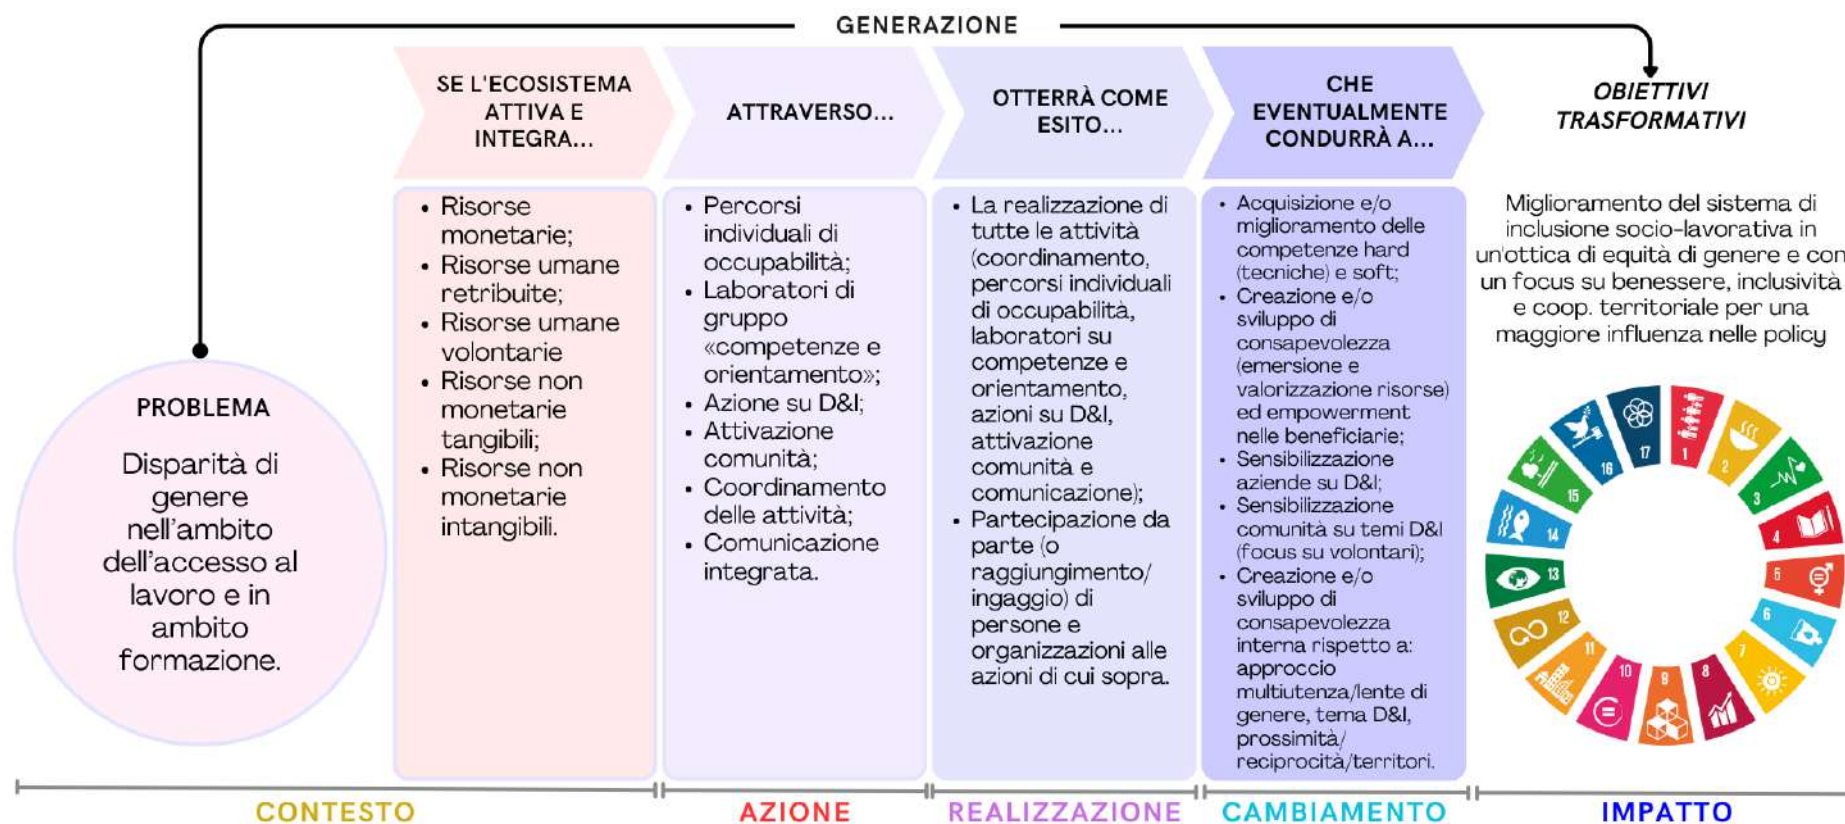 GENERAZIONE
PROBLEMA
Disparità di
genere
nell'ambito
dell'accesso al
lavoro e in
ambito
formazione.
SE L'ECOSISTEMA
ATTIVA E
INTEGRA...
• Risorse
monetarie;
• Risorse umane
retribuite;
• Risorse umane
volontarie
• Risorse non
monetarie
tangibili;
• Risorse non
monetarie
intangibili.
ATTRAVERSO...
• Percorsi
individuali di
occupabilità;
• Laboratori di
gruppo
«competenze e
orientamento»;
• Azione su D&I;
• Attivazione
comunità;
• Coordinamento
delle attività;
• Comunicazione
integrata.
OTTERRÀ COME
ESITO...
• La realizzazione di
tutte le attività
(coordinamento,
percorsi individuali
di occupabilità,
laboratori su
competenze e
orientamento,
azioni su D&I,
attivazione
comunità e
comunicazione);
• Partecipazione da
parte (o
raggiungimento/
ingaggio) di
persone e
organizzazioni alle
azioni di cui sopra.
CHE
EVENTUALMENTE
CONDURRÀ A...
• Acquisizione e/o
miglioramento delle
competenze hard
(tecniche) e soft;
• Creazione e/o
sviluppo di
consapevolezza
(emersione e
valorizzazione risorse)
ed empowerment
nelle beneficiarie;
• Sensibilizzazione
aziende su D&I;
• Sensibilizzazione
comunità su temi D&I
(focus su volontari);
• Creazione e/o
sviluppo di
consapevolezza
interna rispetto a:
approccio
multiutenza/lente di
genere, tema D&I,
prossimità/
reciprocità/territori.
OBIETTIVI
TRASFORMATIVI
Miglioramento del sistema di
inclusione socio-lavorativa in
un'ottica di equità di genere e con
un focus su benessere, inclusività
e coop. territoriale per una
maggiore influenza nelle policy
1
2
3
4
5
6
7
8
9
10
11
12
13
14
15
16
17
CONTESTO
AZIONE
REALIZZAZIONE
CAMBIAMENTO
IMPATTO